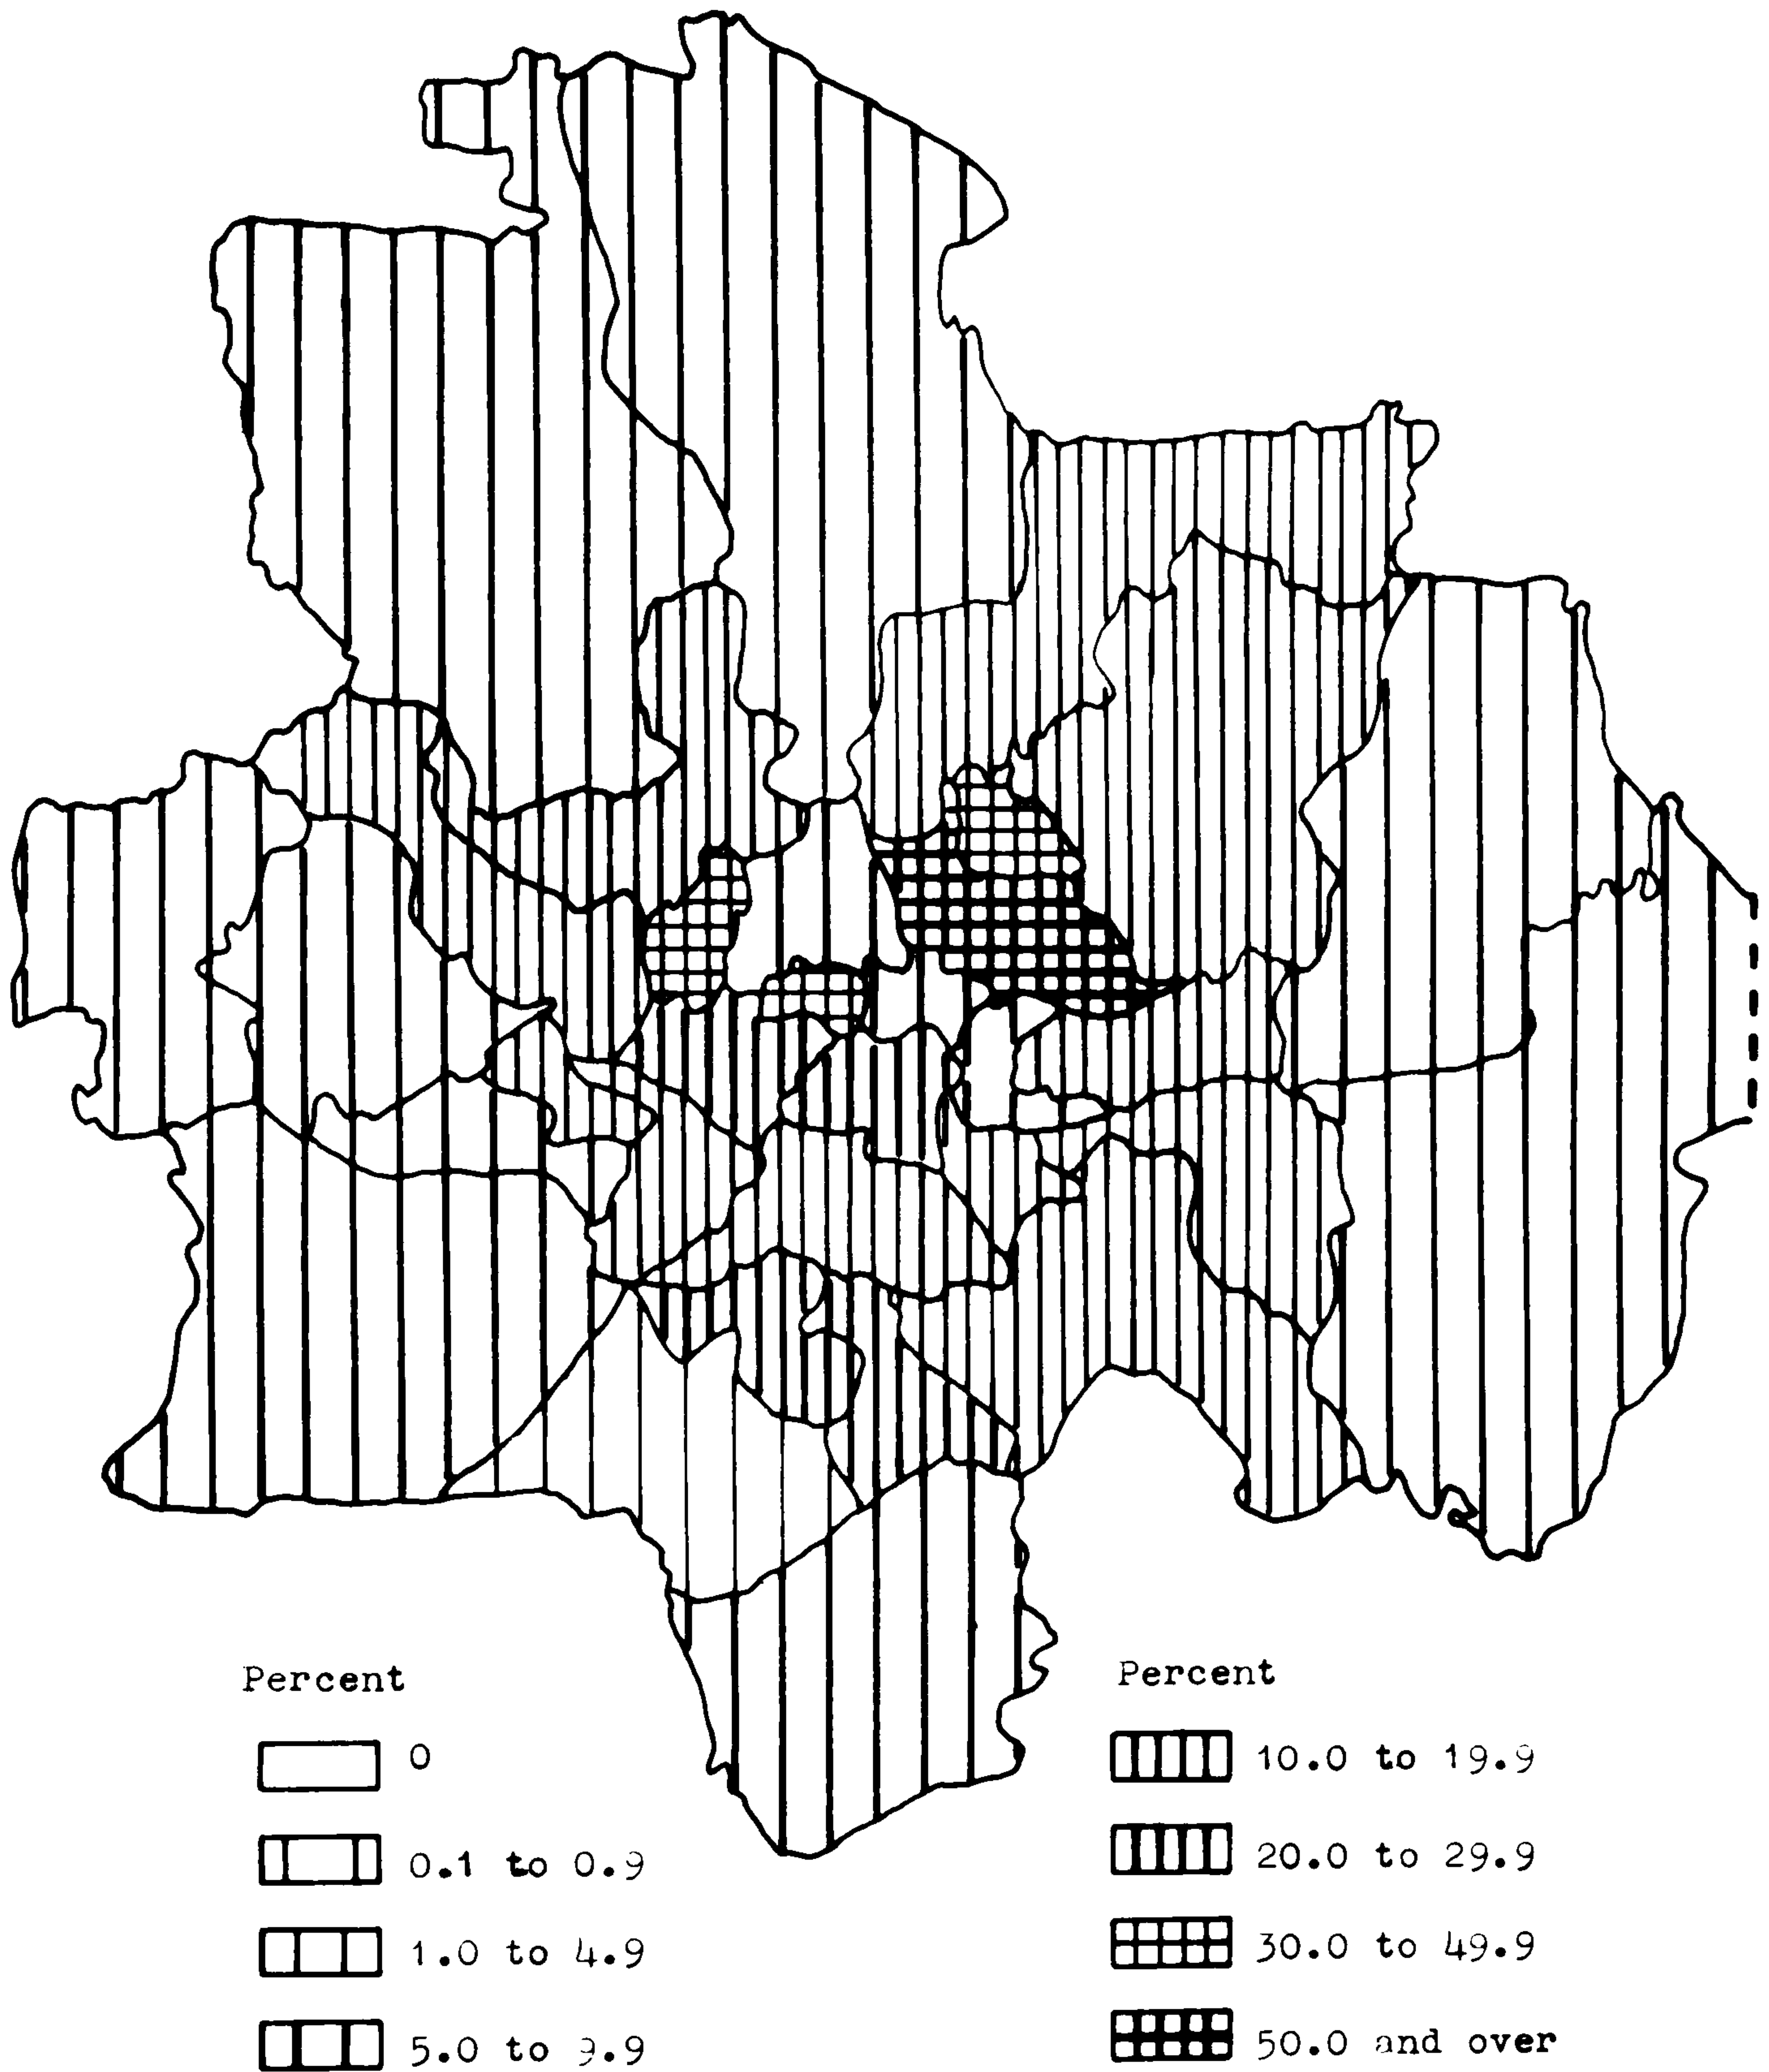 Percent
0
0.1 to 0.9
1.0 to 4.9
5.0 to 9.9
Percent
10.0 to 19.9
20.0 to 29.9
30.0 to 49.9
50.0 and over